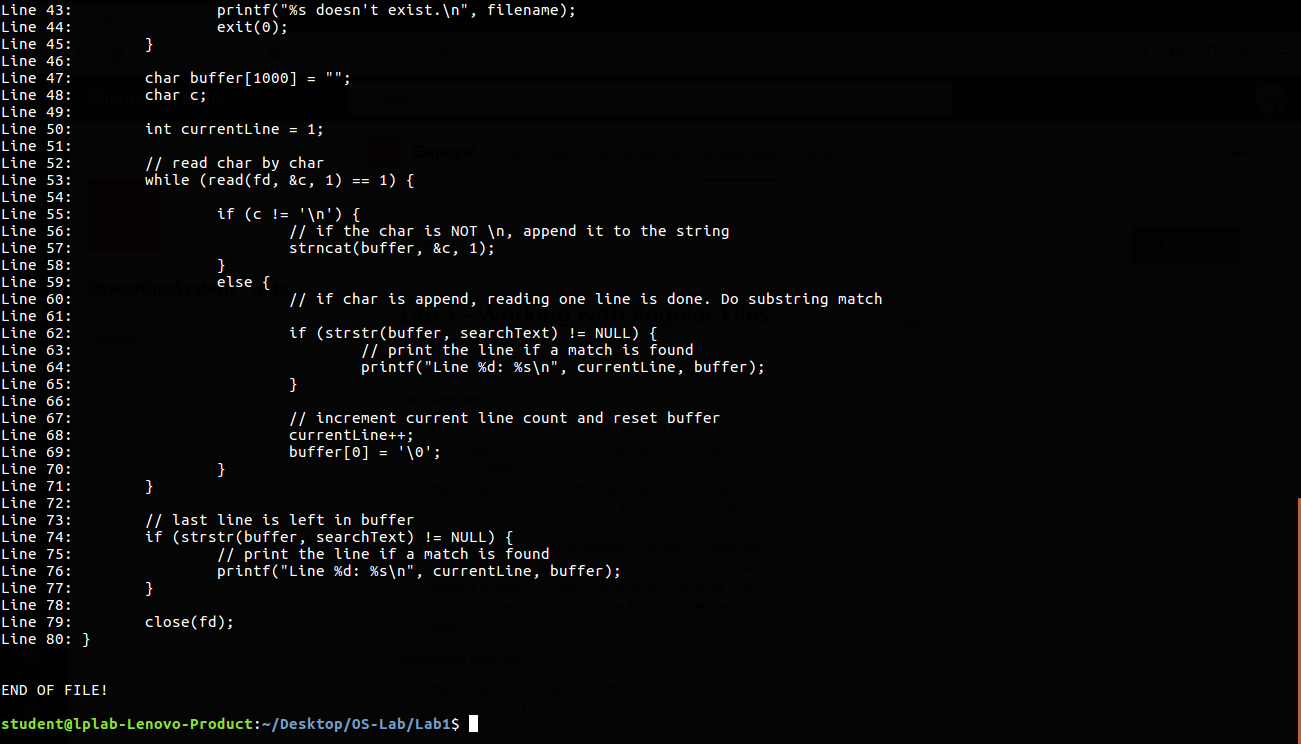 Line 43:                printf("%s doesn't exist.\n", filename);
Line 44:                exit(0);
Line 45:        }
Line 46:
Line 47:        char buffer[1000] = "";
Line 48:        char c;
Line 49:
Line 50:        int currentLine = 1;
Line 51:
Line 52:        // read char by char
Line 53:        while (read(fd, &c, 1) == 1) {
Line 54:
Line 55:                if (c != '\n') {
Line 56:                        // if the char is NOT \n, append it to the string
Line 57:                        strncat(buffer, &c, 1);
Line 58:                }
Line 59:                else {
Line 60:                        // if char is append, reading one line is done. Do substring match
Line 61:
Line 62:                        if (strstr(buffer, searchText) != NULL) {
Line 63:                                // print the line if a match is found
Line 64:                                printf("Line %d: %s\n", currentLine, buffer);
Line 65:                        }
Line 66:
Line 67:                        // increment current line count and reset buffer
Line 68:                        currentLine++;
Line 69:                        buffer[0] = '\0';
Line 70:                }
Line 71:        }
Line 72:
Line 73:        // last line is left in buffer
Line 74:        if (strstr(buffer, searchText) != NULL) {
Line 75:                // print the line if a match is found
Line 76:                printf("Line %d: %s\n", currentLine, buffer);
Line 77:        }
Line 78:
Line 79:        close(fd);
Line 80: }
END OF FILE!
student@lplab-Lenovo-Product:~/Desktop/OS-Lab/Lab1$